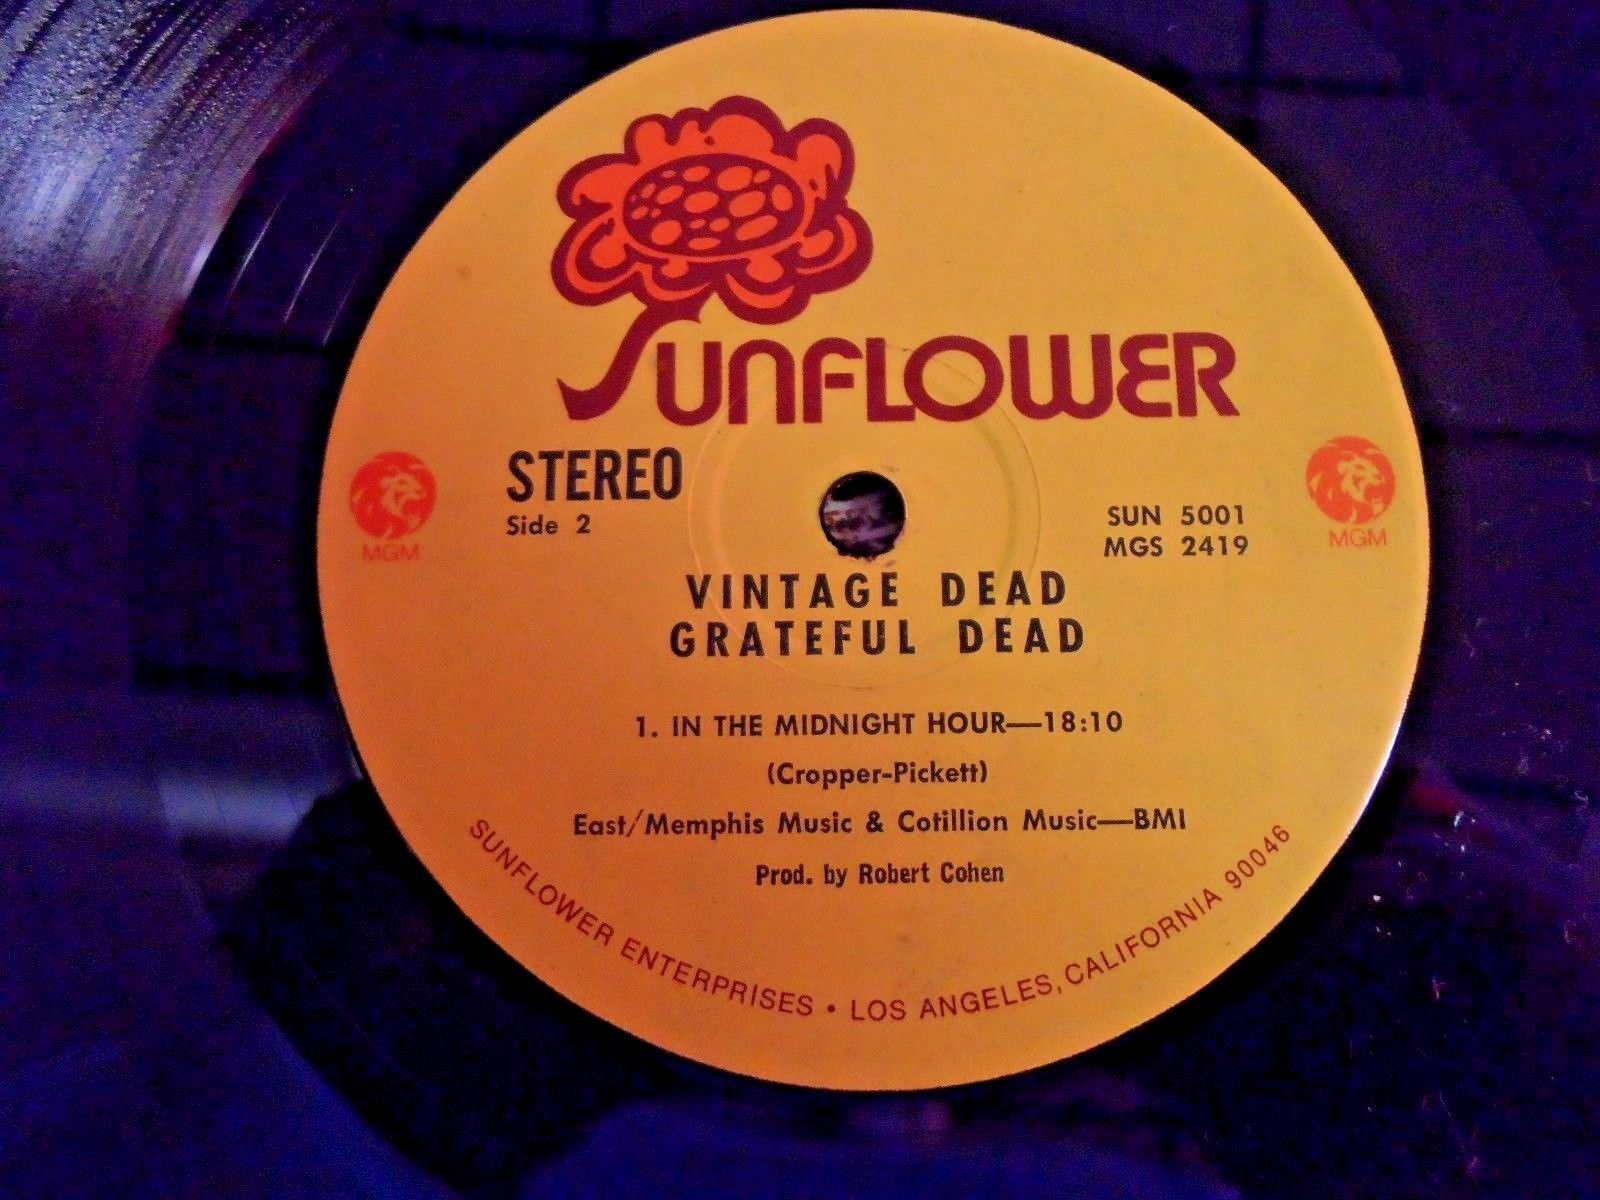 SUNFLOWER
STEREO
Side 2
SUN 5001
MGS 2419
MGM
MGM
VINTAGE DEAD
GRATEFUL DEAD
1. IN THE MIDNIGHT HOUR—18:10
(Cropper-Pickett)
East/Memphis Music & Cotillion Music—BMI
Prod. by Robert Cohen
SUNFLOWER ENTERPRISES • LOS ANGELES, CALIFORNIA 90046